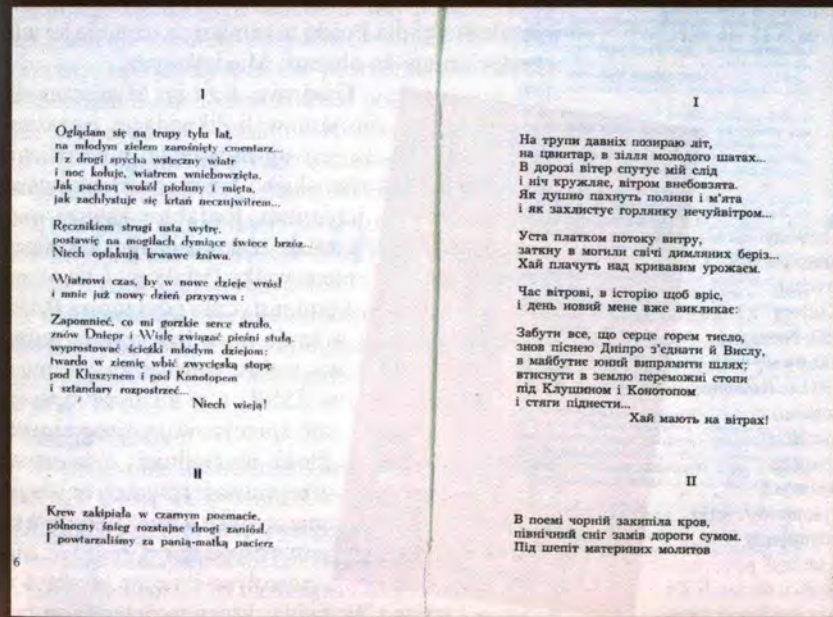 I
Oglądam się na trupy tylu lat,
na młodym zielem zarośnięty cmentarz...
I z drogi spycha wsteczny wiatr
i noc kołuje, wiatrem wniebowzięta.
Jak pachną wokół piołuny i mięta,
jak zachłystuje się krtań nieczujwitrem...
Ręcznikiem strugi usta wytrę,
postawię na mogiłach dymiące świece brzóz...
Niech opłakują krwawe żniwa.
Wiatrowi czas, by w nowe dzieje wrósł
i mnie już nowy dzień przyzywa :
Zapomnieć, co mi gorzkie serce struło,
znów Dniepr i Wisłę związać pieśni stułą,
wyprostować ścieżki młodym dziejom;
twardo w ziemię wbić zwycięską stopę
pod Kłuszynem i pod Konotopem
i sztandary rozpostrzeć...
Niech wieją!
II
Krew zakipiała w czarnym poemacie,
północny śnieg rozstajne drogi zaniósł.
I powtarzaliśmy za panią-matką pacierz
6
I
На трупи давніх позираю літ,
на цвинтар, в зілля молодого шатах...
В дорозі вітер спутує мій слід
і ніч кружляє, вітром внебовзята.
Як душно пахнуть полини і м'ята
і як захлистує горлянку нечуйвітром...
Уста платком потоку витру,
заткну в могили свічі димляних беріз...
Хай плачуть над кривавим урожаєм.
Час вітрові, в історію щоб вріс,
і день новий мене вже викликає:
Забути все, що серце горем тисло,
знов піснею Дніпро з'єднати й Вислу,
в майбутнє юний випрямити шлях;
втиснути в землю переможні стопи
під Клушином і Конотопом
і стяги піднести...
Хай мають на вітрах!
II
В поемі чорній закипіла кров,
північний сніг замів дороги сумом.
Під шепіт материних молитов